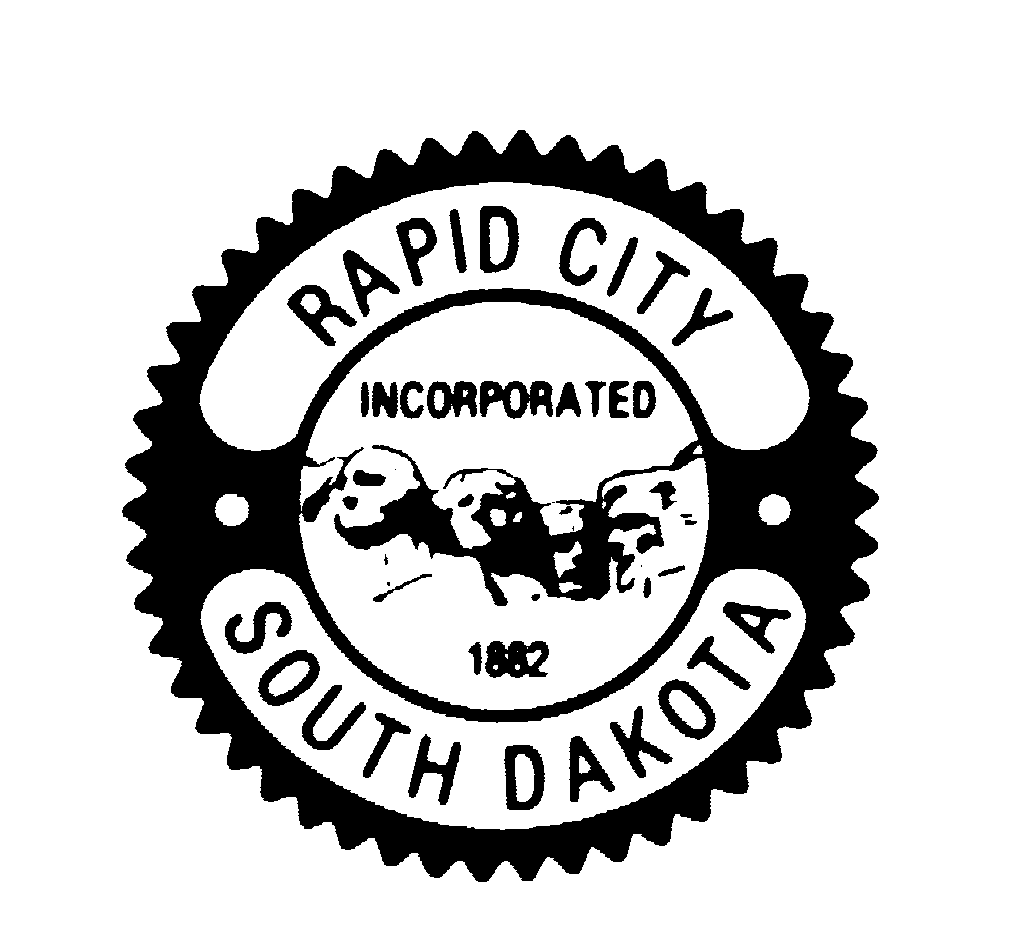 RAPID CITY
INCORPORATED
1882
SOUTH DAKOTA